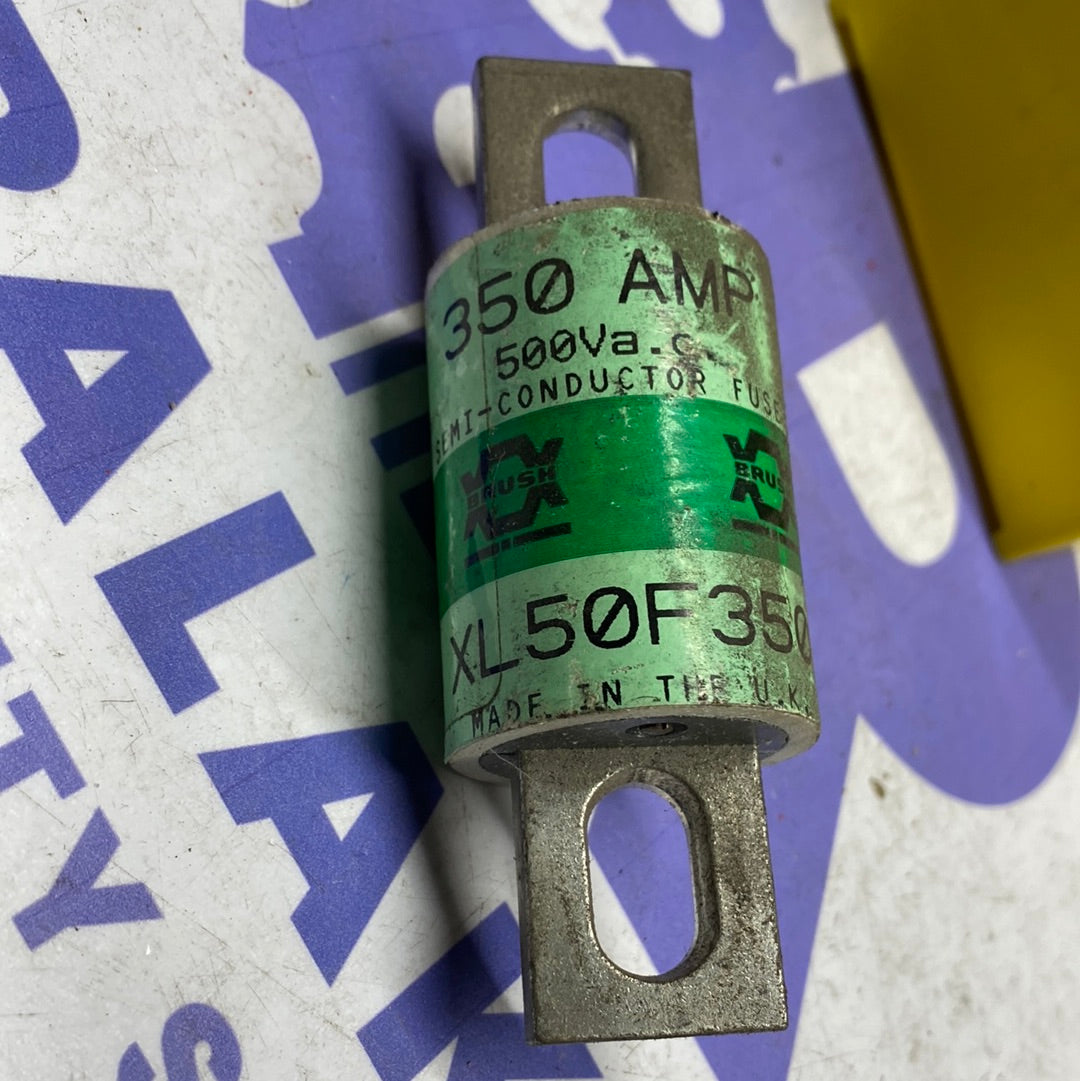 350 AMP
500Va.c.
SEMI-CONDUCTOR FUSE
BRUSH BRUSH
XL50F350
MADE IN THE U.K.